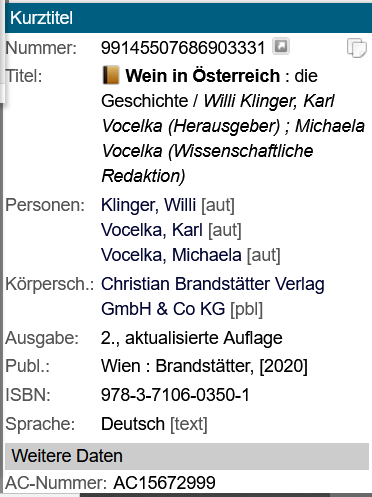 Kurztitel
Nummer: 99145507686903331
Titel: Wein in Österreich : die
Geschichte / Willi Klinger, Karl
Vocelka (Herausgeber) ; Michaela
Vocelka (Wissenschaftliche
Redaktion)
Personen: Klinger, Willi [aut]
Vocelka, Karl [aut]
Vocelka, Michaela [aut]
Körpersch.: Christian Brandstätter Verlag
GmbH & Co KG [pbl]
Ausgabe: 2., aktualisierte Auflage
Publ.: Wien : Brandstätter, [2020]
ISBN: 978-3-7106-0350-1
Sprache: Deutsch [text]
Weitere Daten
AC-Nummer: AC15672999